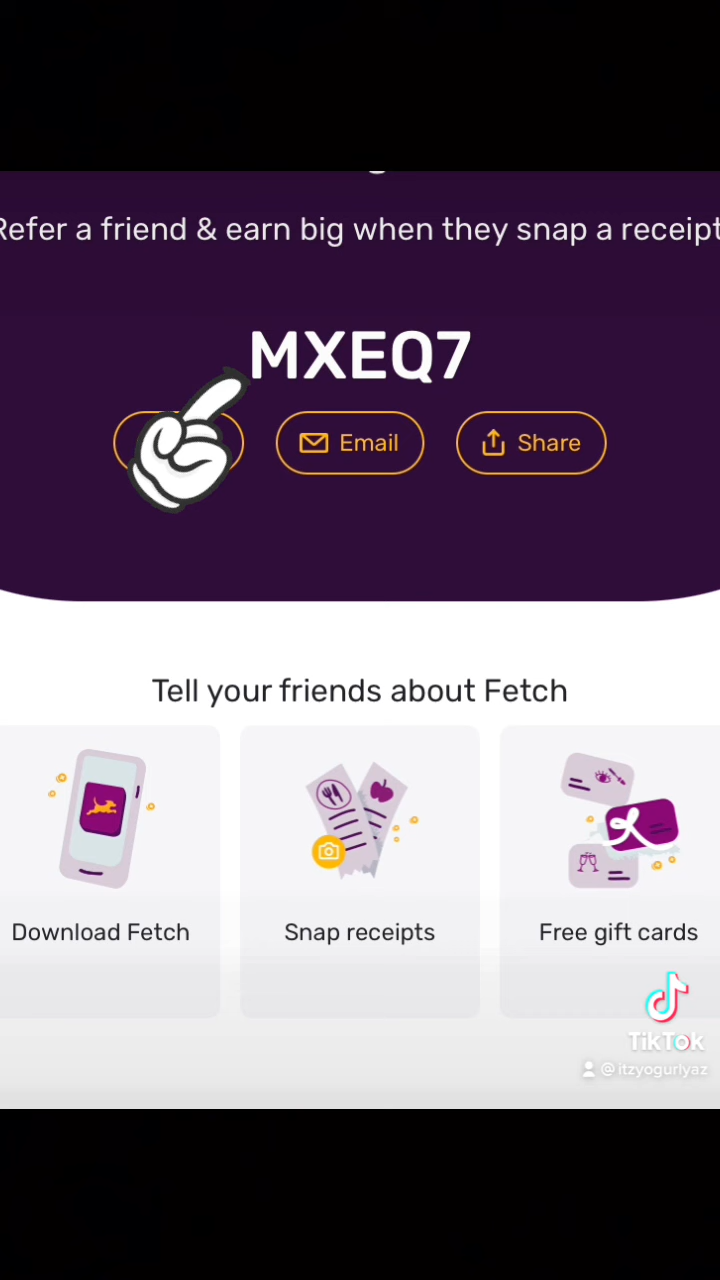 Refer a friend & earn big when they snap a receipt
MXEQ7
Email
Share
Tell your friends about Fetch
Download Fetch
Snap receipts
Free gift cards
TikTok
@itzyogurlyaz